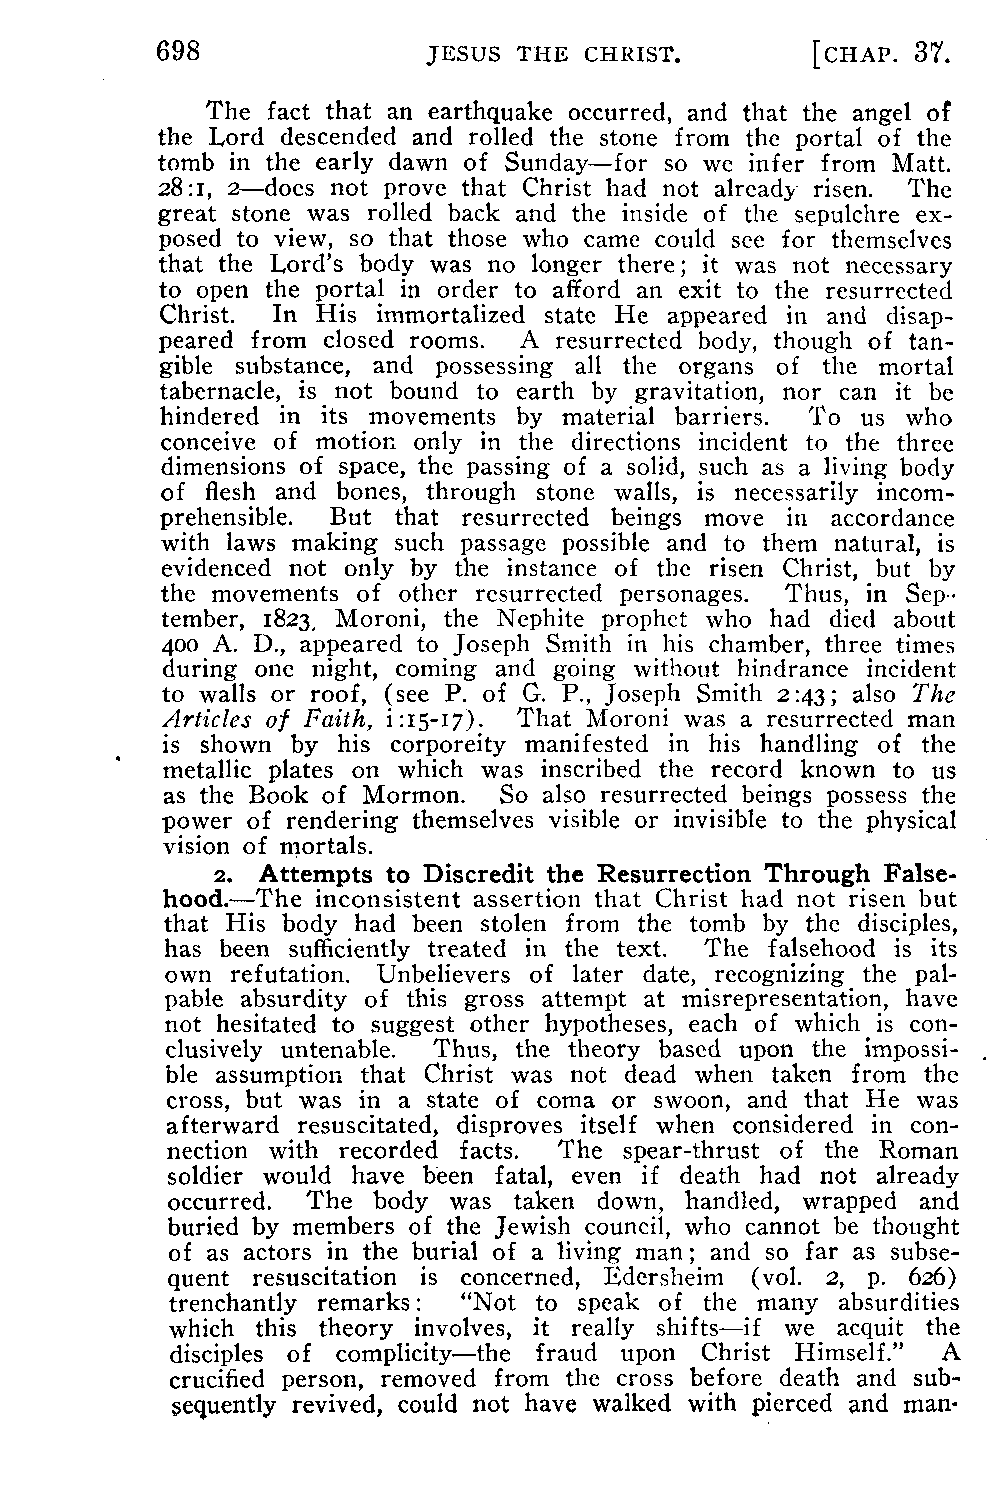 698 JESUS THE CHRIST. [CHAP. 37.
The fact that an earthquake occurred, and that the angel of
the Lord descended and rolled the stone from the portal of the
tomb in the early dawn of Sunday—for so we infer from Matt.
28:1, 2—does not prove that Christ had not already risen. The
great stone was rolled back and the inside of the sepulchre ex-
posed to view, so that those who came could see for themselves
that the Lord's body was no longer there; it was not necessary
to open the portal in order to afford an exit to the resurrected
Christ. In His immortalized state He appeared in and disap-
peared from closed rooms. A resurrected body, though of tan-
gible substance, and possessing all the organs of the mortal
tabernacle, is not bound to earth by gravitation, nor can it be
hindered in its movements by material barriers. To us who
conceive of motion only in the directions incident to the three
dimensions of space, the passing of a solid, such as a living body
of flesh and bones, through stone walls, is necessarily incom-
prehensible. But that resurrected beings move in accordance
with laws making such passage possible and to them natural, is
evidenced not only by the instance of the risen Christ, but by
the movements of other resurrected personages. Thus, in Sep-
tember, 1823, Moroni, the Nephite prophet who had died about
400 A. D., appeared to Joseph Smith in his chamber, three times
during one night, coming and going without hindrance incident
to walls or roof, (see P. of G. P., Joseph Smith 2:43; also The
Articles of Faith, i:15-17). That Moroni was a resurrected man
is shown by his corporeity manifested in his handling of the
metallic plates on which was inscribed the record known to us
as the Book of Mormon. So also resurrected beings possess the
power of rendering themselves visible or invisible to the physical
vision of mortals.
2. Attempts to Discredit the Resurrection Through False-
hood.—The inconsistent assertion that Christ had not risen but
that His body had been stolen from the tomb by the disciples,
has been sufficiently treated in the text. The falsehood is its
own refutation. Unbelievers of later date, recognizing the pal-
pable absurdity of this gross attempt at misrepresentation, have
not hesitated to suggest other hypotheses, each of which is con-
clusively untenable. Thus, the theory based upon the impossi-
ble assumption that Christ was not dead when taken from the
cross, but was in a state of coma or swoon, and that He was
afterward resuscitated, disproves itself when considered in con-
nection with recorded facts. The spear-thrust of the Roman
soldier would have been fatal, even if death had not already
occurred. The body was taken down, handled, wrapped and
buried by members of the Jewish council, who cannot be thought
of as actors in the burial of a living man; and so far as subse-
quent resuscitation is concerned, Edersheim (vol. 2, p. 626)
trenchantly remarks: "Not to speak of the many absurdities
which this theory involves, it really shifts—if we acquit the
disciples of complicity—the fraud upon Christ Himself." A
crucified person, removed from the cross before death and sub-
sequently revived, could not have walked with pierced and man-